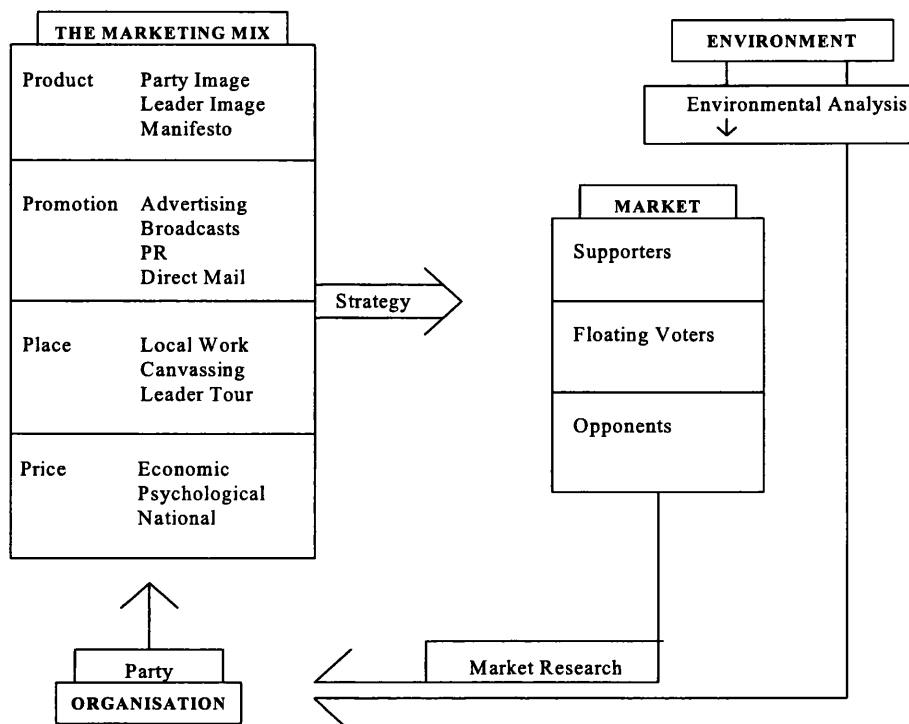 THE MARKETING MIX
Product Party Image
Leader Image
Manifesto
Promotion Advertising
Broadcasts
PR
Direct Mail
Place Local Work
Canvassing
Leader Tour
Price Economic
Psychological
National
Strategy
ENVIRONMENT
Environmental Analysis
MARKET
Supporters
Floating Voters
Opponents
Market Research
Party
ORGANISATION